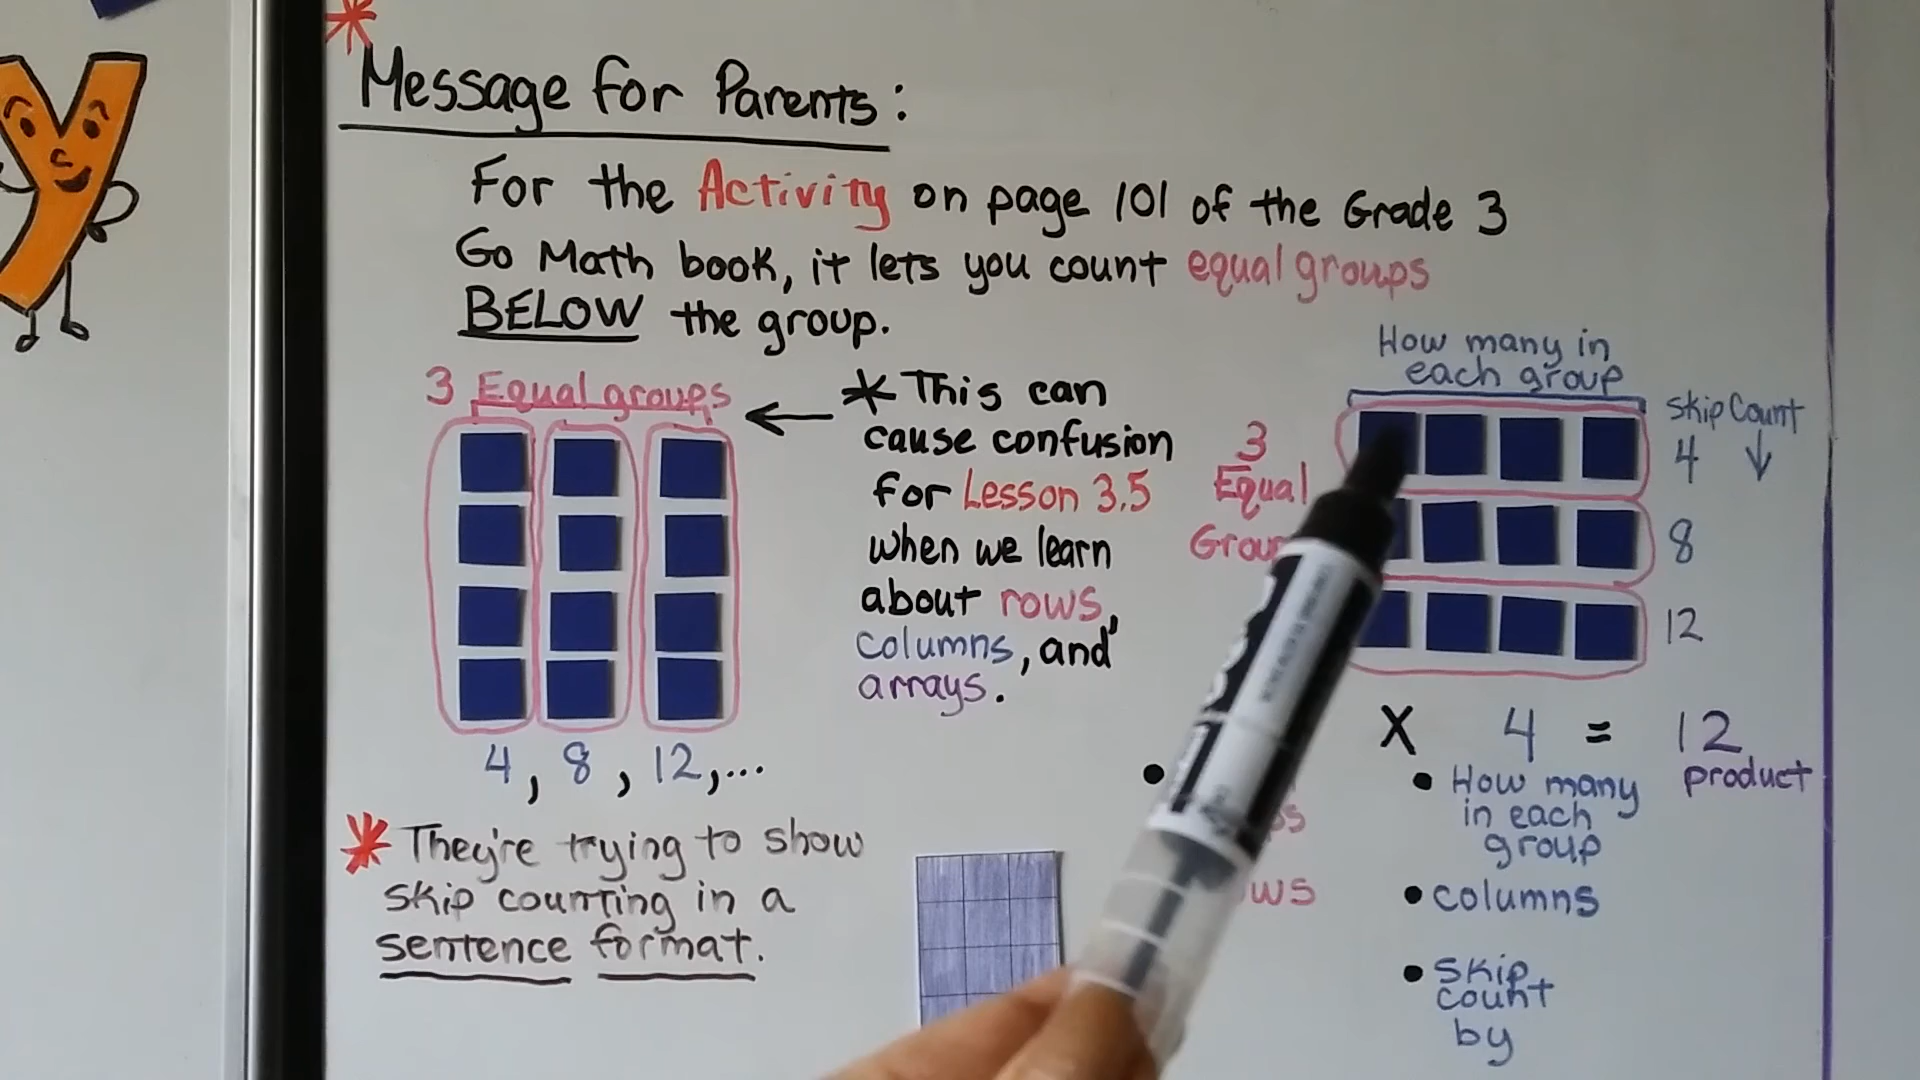 Message for Parents:
For the Activity on page 101 of the Grade 3
Go Math book, it lets you count equal groups
BELOW the group.
3 Equal groups
4, 8, 12,...
* This can
cause confusion
for Lesson 3.5
when we learn
about rows,
columns, and
arrays.
* They're trying to show
skip counting in a
sentence format.
How many in
each group
3
Equal
skip Count
4
8
12
X 4 = 12
product
• How many
in each
group
• columns
• skip
count
by